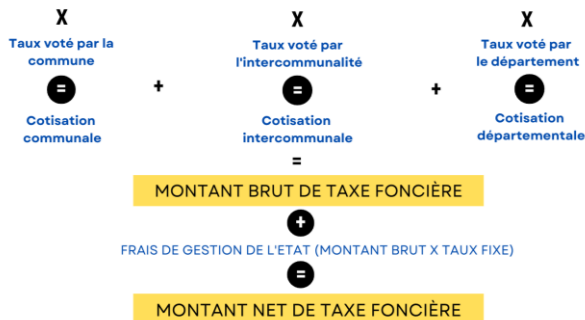 X X X
Taux voté par la commune
Taux voté par l'intercommunalité
Taux voté par le département
= + = + =
Cotisation communale
Cotisation intercommunale
Cotisation départementale
=
MONTANT BRUT DE TAXE FONCIÈRE
+
FRAIS DE GESTION DE L'ETAT (MONTANT BRUT X TAUX FIXE)
=
MONTANT NET DE TAXE FONCIÈRE